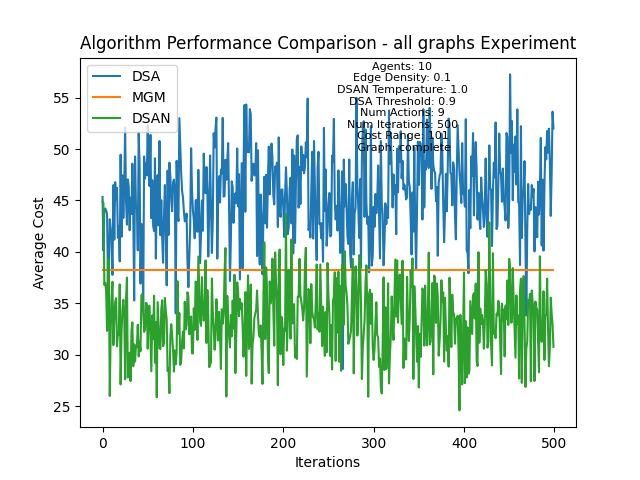 Algorithm Performance Comparison - all graphs Experiment
DSA
MGM
DSAN
Agents: 10
Edge Density: 0.1
DSAN Temperature: 1.0
DSA Threshold: 0.9
Num Actions: 9
Num Iterations: 500
Cost Range: 101
Graph: complete
Average Cost
55
50
45
40
35
30
25
0 100 200 300 400 500
Iterations